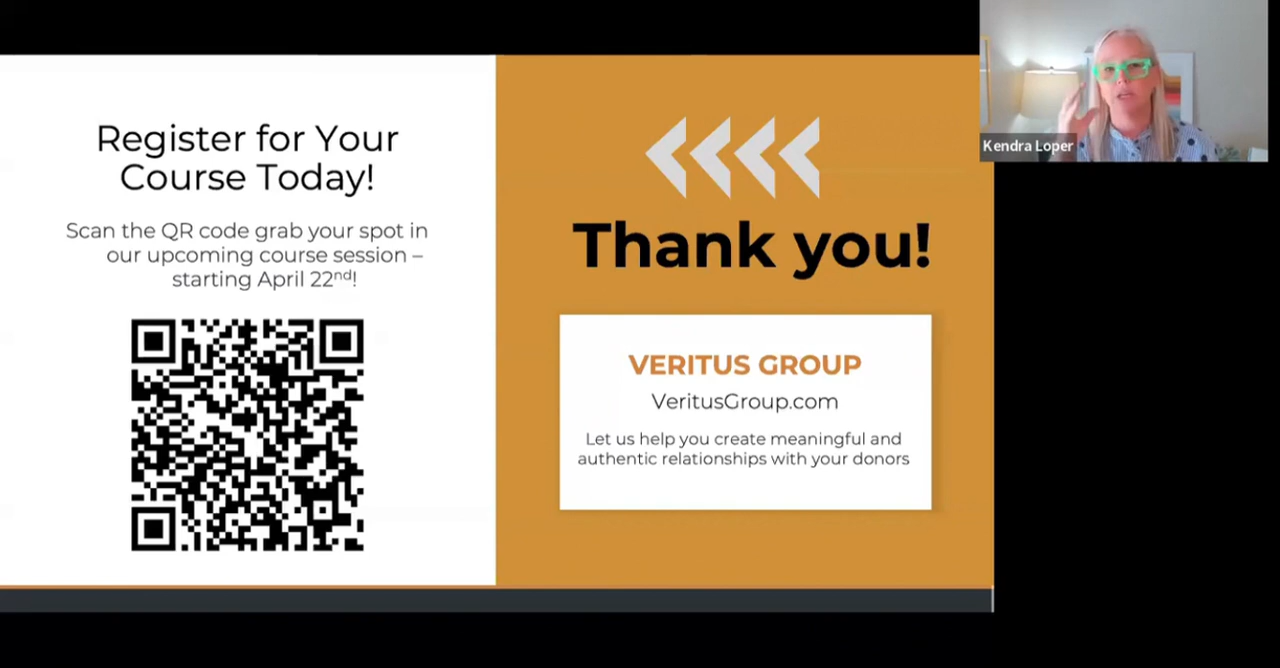 Register for Your
Course Today!
Scan the QR code grab your spot in
our upcoming course session –
starting April 22nd!
Thank you!
VERITUS GROUP
VeritusGroup.com
Let us help you create meaningful and
authentic relationships with your donors
Kendra Loper